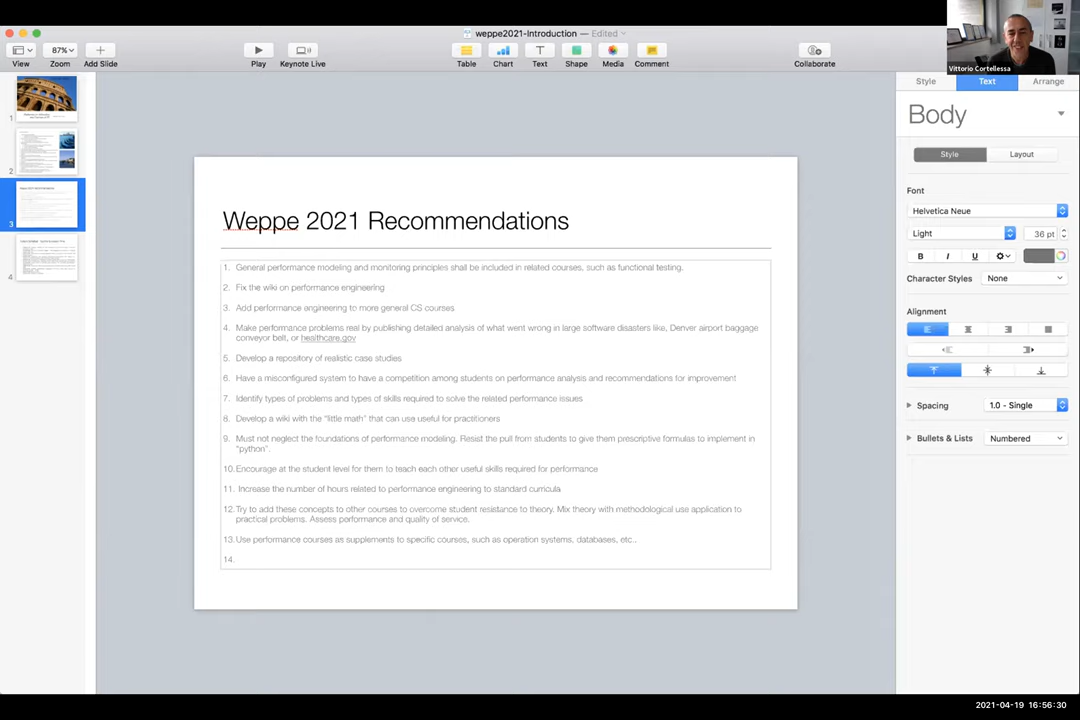 weppe2021-Introduction — Edited
View
87%
Zoom
Add Slide
Play
Keynote Live
Table
Chart
Text
Shape
Media
Comment
Collaborate
Vittorio Cortellessa
Style
Text
Arrange
Body
Style
Layout
Font
Helvetica Neue
Light
36 pt
B
I
U
Character Styles
None
Alignment
Spacing
1.0 - Single
Bullets & Lists
Numbered
1
2
3
4
Weppe 2021 Recommendations
1. General performance modeling and monitoring principles shall be included in related courses, such as functional testing.
2. Fix the wiki on performance engineering
3. Add performance engineering to more general CS courses
4. Make performance problems real by publishing detailed analysis of what went wrong in large software disasters like, Denver airport baggage
conveyor belt, or healthcare.gov
5. Develop a repository of realistic case studies
6. Have a misconfigured system to have a competition among students on performance analysis and recommendations for improvement
7. Identify types of problems and types of skills required to solve the related performance issues
8. Develop a wiki with the “little math” that can use useful for practitioners
9. Must not neglect the foundations of performance modeling. Resist the pull from students to give them prescriptive formulas to implement in
“python”.
10. Encourage at the student level for them to teach each other useful skills required for performance
11. Increase the number of hours related to performance engineering to standard curricula
12. Try to add these concepts to other courses to overcome student resistance to theory. Mix theory with methodological use application to
practical problems. Assess performance and quality of service.
13. Use performance courses as supplements to specific courses, such as operation systems, databases, etc..
14.
2021-04-19 16:56:30